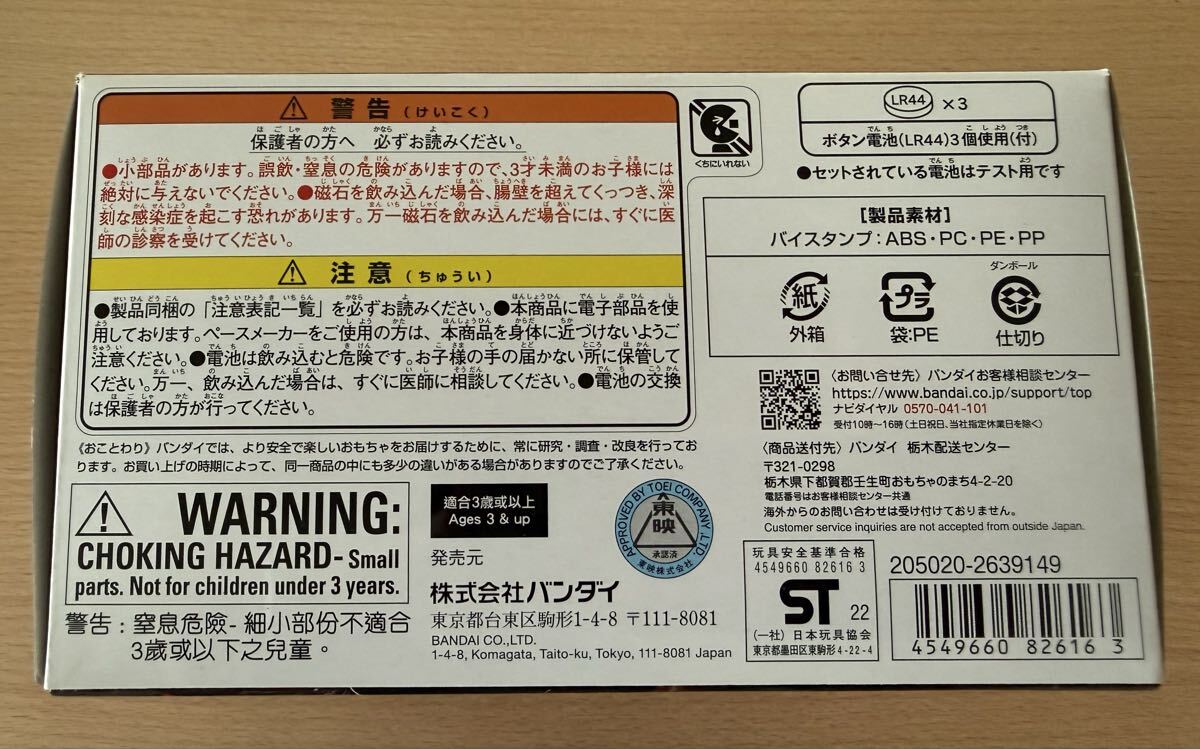 警告(けいこく)
保護者の方へ 必ずお読みください。
●小部品があります。誤飲・窒息の危険がありますので、3才未満のお子様には
絶対に与えないでください。●磁石を飲み込んだ場合、腸壁を超えてくっつき、深
刻な感染症を起こす恐れがあります。万一磁石を飲み込んだ場合には、すぐに医
師の診察を受けてください。
注意(ちゅうい)
●製品同梱の「注意表記一覧」を必ずお読みください。●本商品に電子部品を使
用しております。ペースメーカーをご使用の方は、本商品を身体に近づけないようご
注意ください。●電池は飲み込むと危険です。お子様の手の届かない所に保管して
ください。万一、飲み込んだ場合は、すぐに医師に相談してください。●電池の交換
は保護者の方が行ってください。
《おことわり》バンダイでは、より安全で楽しいおもちゃをお届けするために、常に研究・調査・改良を行ってお
ります。お買い上げの時期によって、同一商品の中にも多少の違いがある場合がありますのでご了承ください。
WARNING:
CHOKING HAZARD- Small
parts. Not for children under 3 years.
警告:窒息危險-細小部份不適合
3歲或以下之兒童。
適合3歲或以上
Ages 3 & up
発売元
株式会社バンダイ
東京都台東区駒形1-4-8 〒111-8081
BANDAI CO.,LTD.
1-4-8, Komagata, Taito-ku, Tokyo, 111-8081 Japan
APPROVED BY TOEI COMPANY, LTD.
東映
承認済
東映株式会社
くちにいれない
LR44 ×3
ボタン電池(LR44)3個使用(付)
●セットされている電池はテスト用です
[製品素材]
バイスタンプ:ABS・PC・PE・PP
紙
外箱
プラ
袋:PE
ダンボール
仕切り
〈お問い合せ先〉バンダイお客様相談センター
https://www.bandai.co.jp/support/top
ナビダイヤル 0570-041-101
受付10時~16時(土日祝日、当社指定休業日を除く)
〈商品送付先〉バンダイ 栃木配送センター
〒321-0298
栃木県下都賀郡壬生町おもちゃのまち4-2-20
電話番号はお客様相談センター共通
海外からのお問い合わせは受け付けておりません。
Customer service inquiries are not accepted from outside Japan.
玩具安全基準合格
4549660 82616 3
ST 22
(一社)日本玩具協会
東京都墨田区東駒形4-22-4
205020-2639149
4549660 82616 3